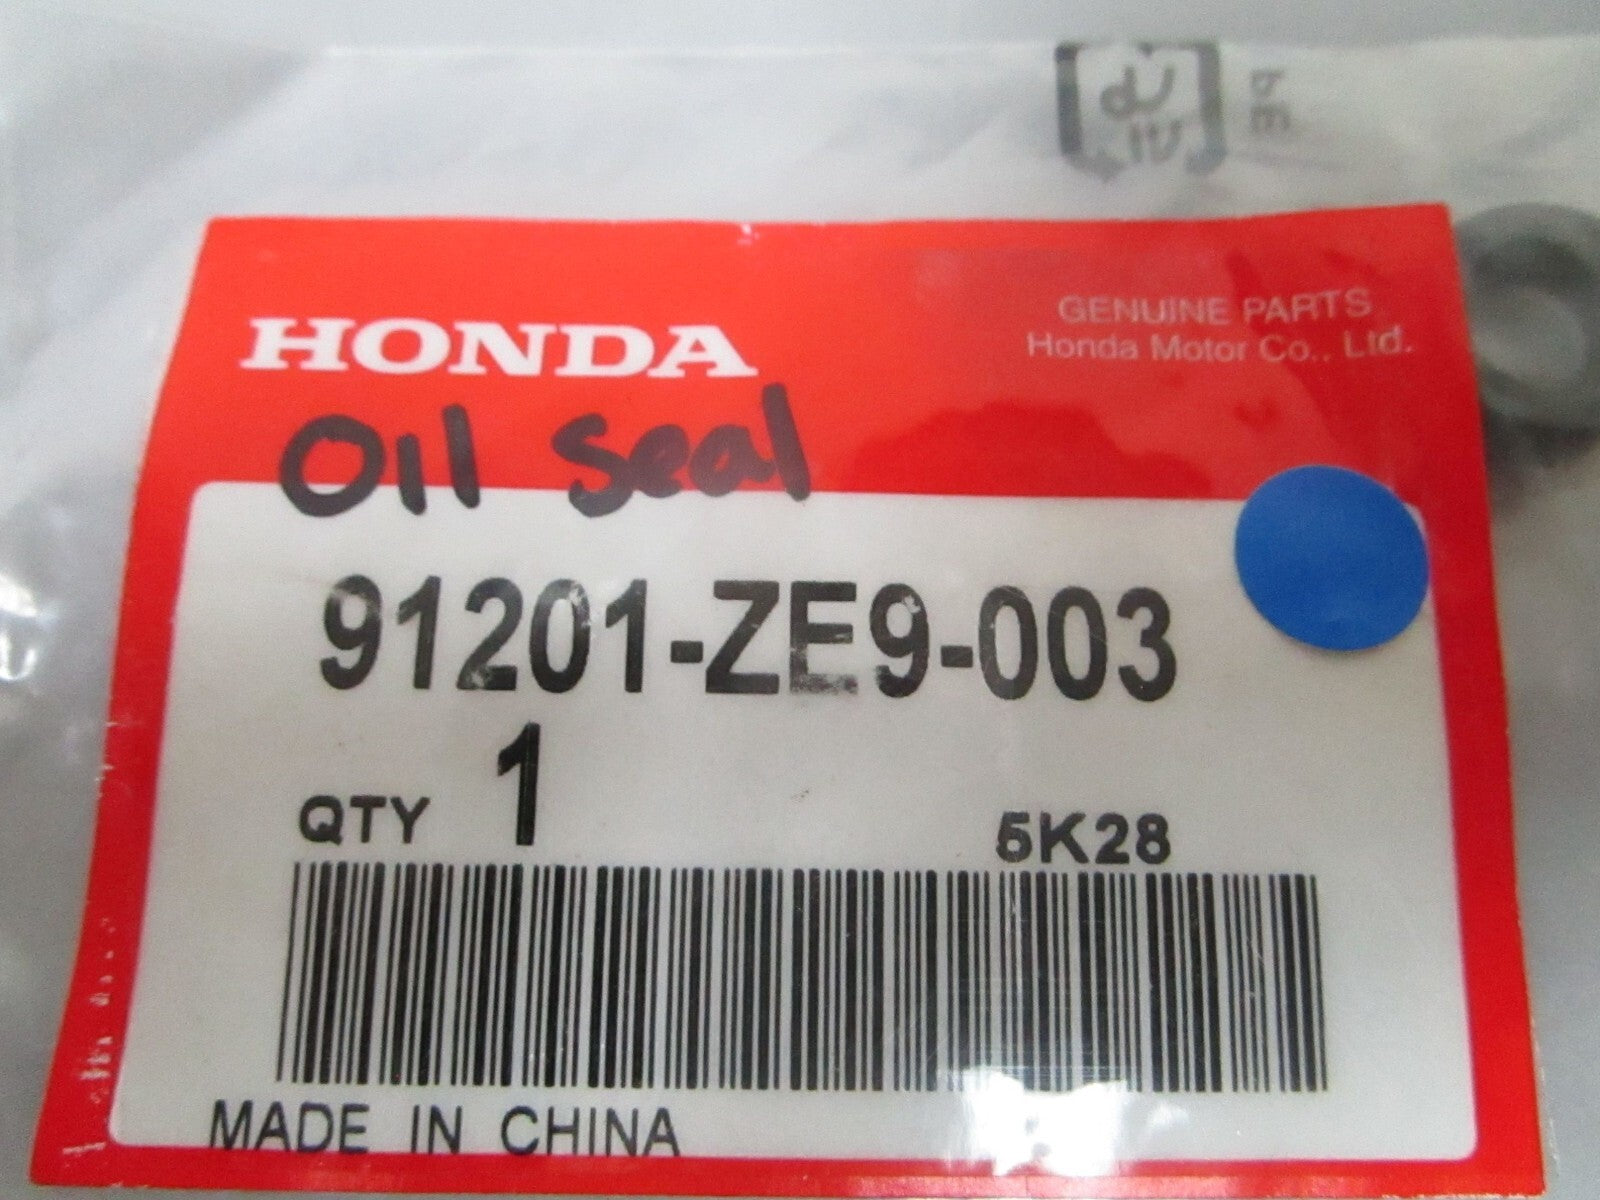 HONDA
GENUINE PARTS
Honda Motor Co., Ltd.
Oil Seal
91201-ZE9-003
QTY 1
5K28
MADE IN CHINA